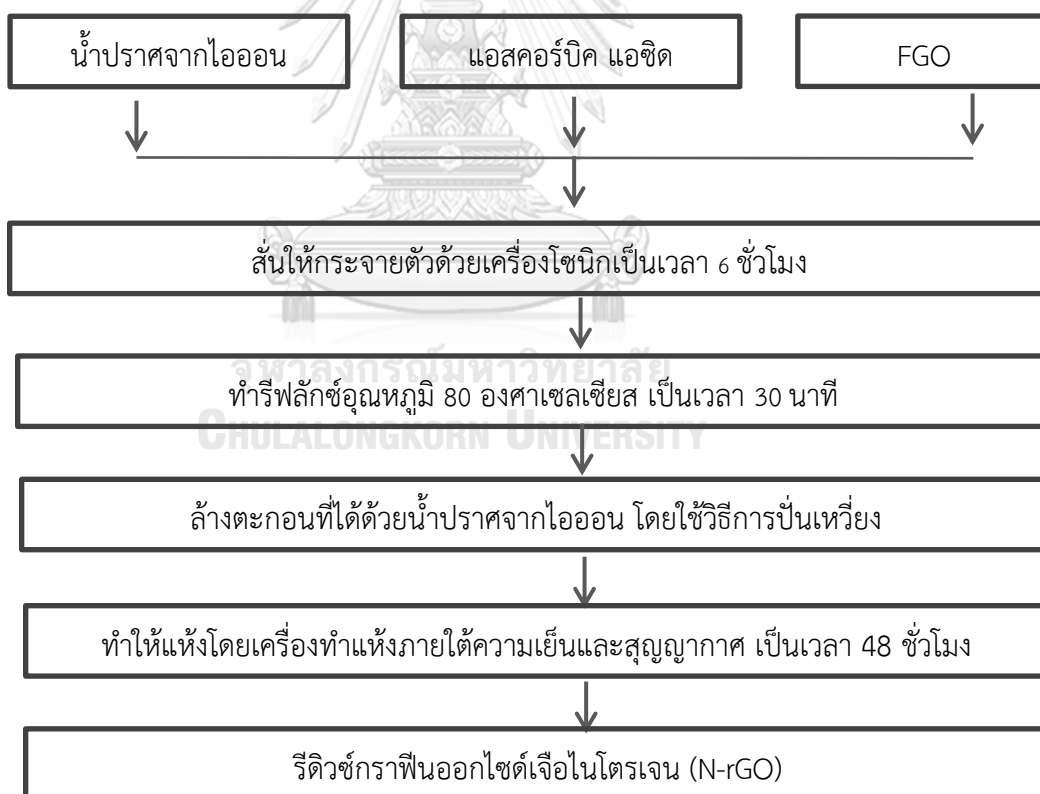 น้ำปราศจากไอออน
แอสคอร์บิค แอซิด
FGO
สั่นให้กระจายตัวด้วยเครื่องโซนิกเป็นเวลา 6 ชั่วโมง
จุฬาลงกรณ์มหาวิทยาลัย
ทำรีฟลักซ์อุณหภูมิ 80 องศาเซลเซียส เป็นเวลา 30 นาที
CHULALONGKORN UNIVERSITY
ล้างตะกอนที่ได้ด้วยน้ำปราศจากไอออน โดยใช้วิธีการปั่นเหวี่ยง
ทำให้แห้งโดยเครื่องทำแห้งภายใต้ความเย็นและสุญญากาศ เป็นเวลา 48 ชั่วโมง
รีดิวซ์กราฟีนออกไซด์เจือไนโตรเจน (N-rGO)